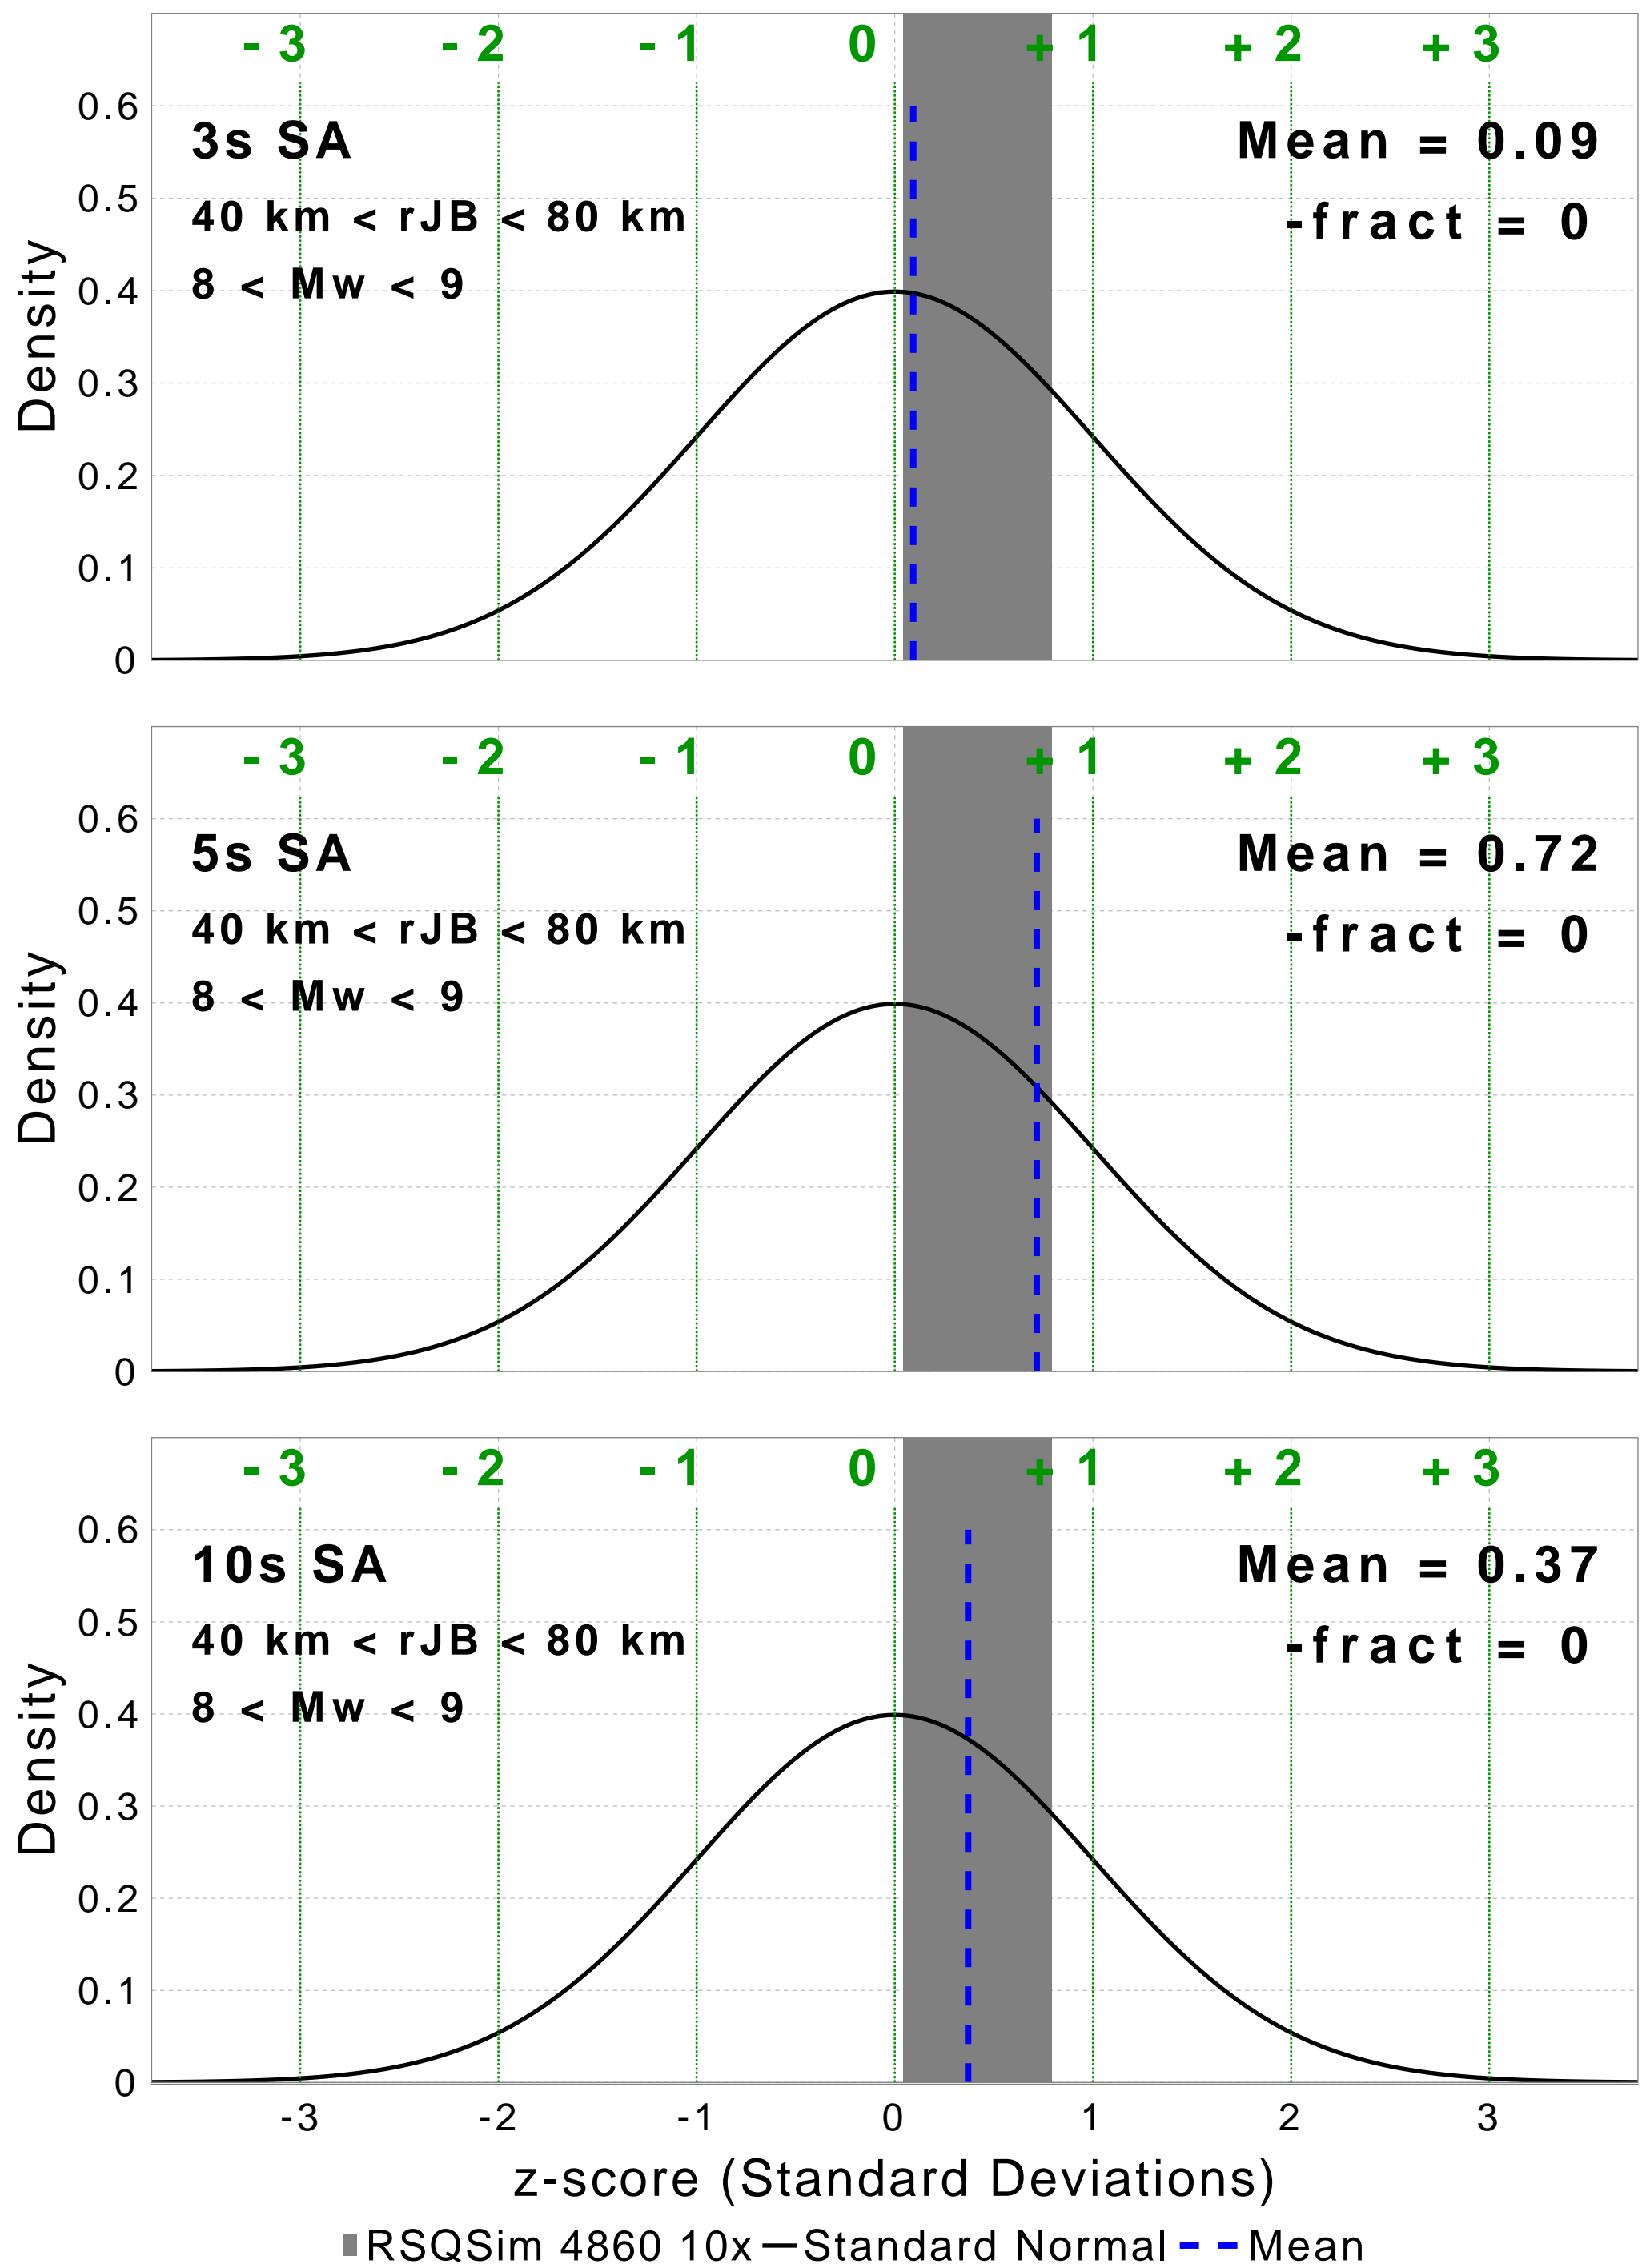 - 3 - 2 - 1 0 + 1 + 2 + 3
0.6
3s SA
Mean = 0.09
0.5
40 km < rJB < 80 km
-fract = 0
8 < Mw < 9
0.4
Density
0.3
0.2
0.1
0
- 3 - 2 - 1 0 + 1 + 2 + 3
0.6
5s SA
Mean = 0.72
0.5
40 km < rJB < 80 km
-fract = 0
8 < Mw < 9
0.4
Density
0.3
0.2
0.1
0
- 3 - 2 - 1 0 + 1 + 2 + 3
0.6
10s SA
Mean = 0.37
0.5
40 km < rJB < 80 km
-fract = 0
8 < Mw < 9
0.4
Density
0.3
0.2
0.1
0
-3 -2 -1 0 1 2 3
z-score (Standard Deviations)
RSQSim 4860 10x Standard Normal Mean